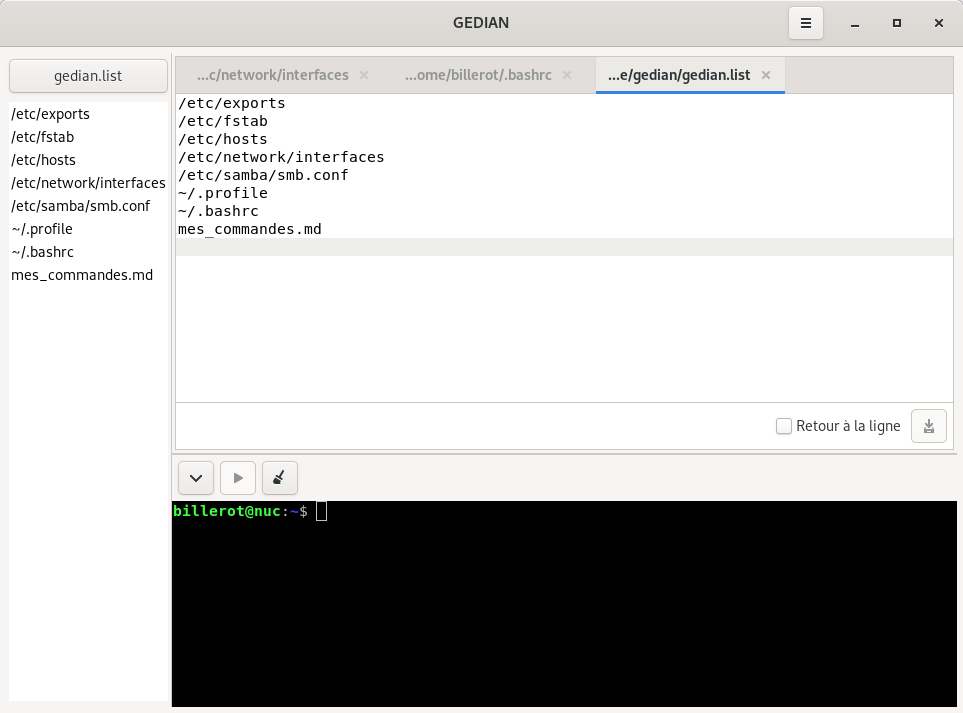 GEDIAN
gedian.list
...c/network/interfaces
...ome/billerot/.bashrc
...e/gedian/gedian.list
/etc/exports
/etc/fstab
/etc/hosts
/etc/network/interfaces
/etc/samba/smb.conf
~/.profile
~/.bashrc
mes_commandes.md
/etc/exports
/etc/fstab
/etc/hosts
/etc/network/interfaces
/etc/samba/smb.conf
~/.profile
~/.bashrc
mes_commandes.md
Retour à la ligne
billerot@nuc:~$